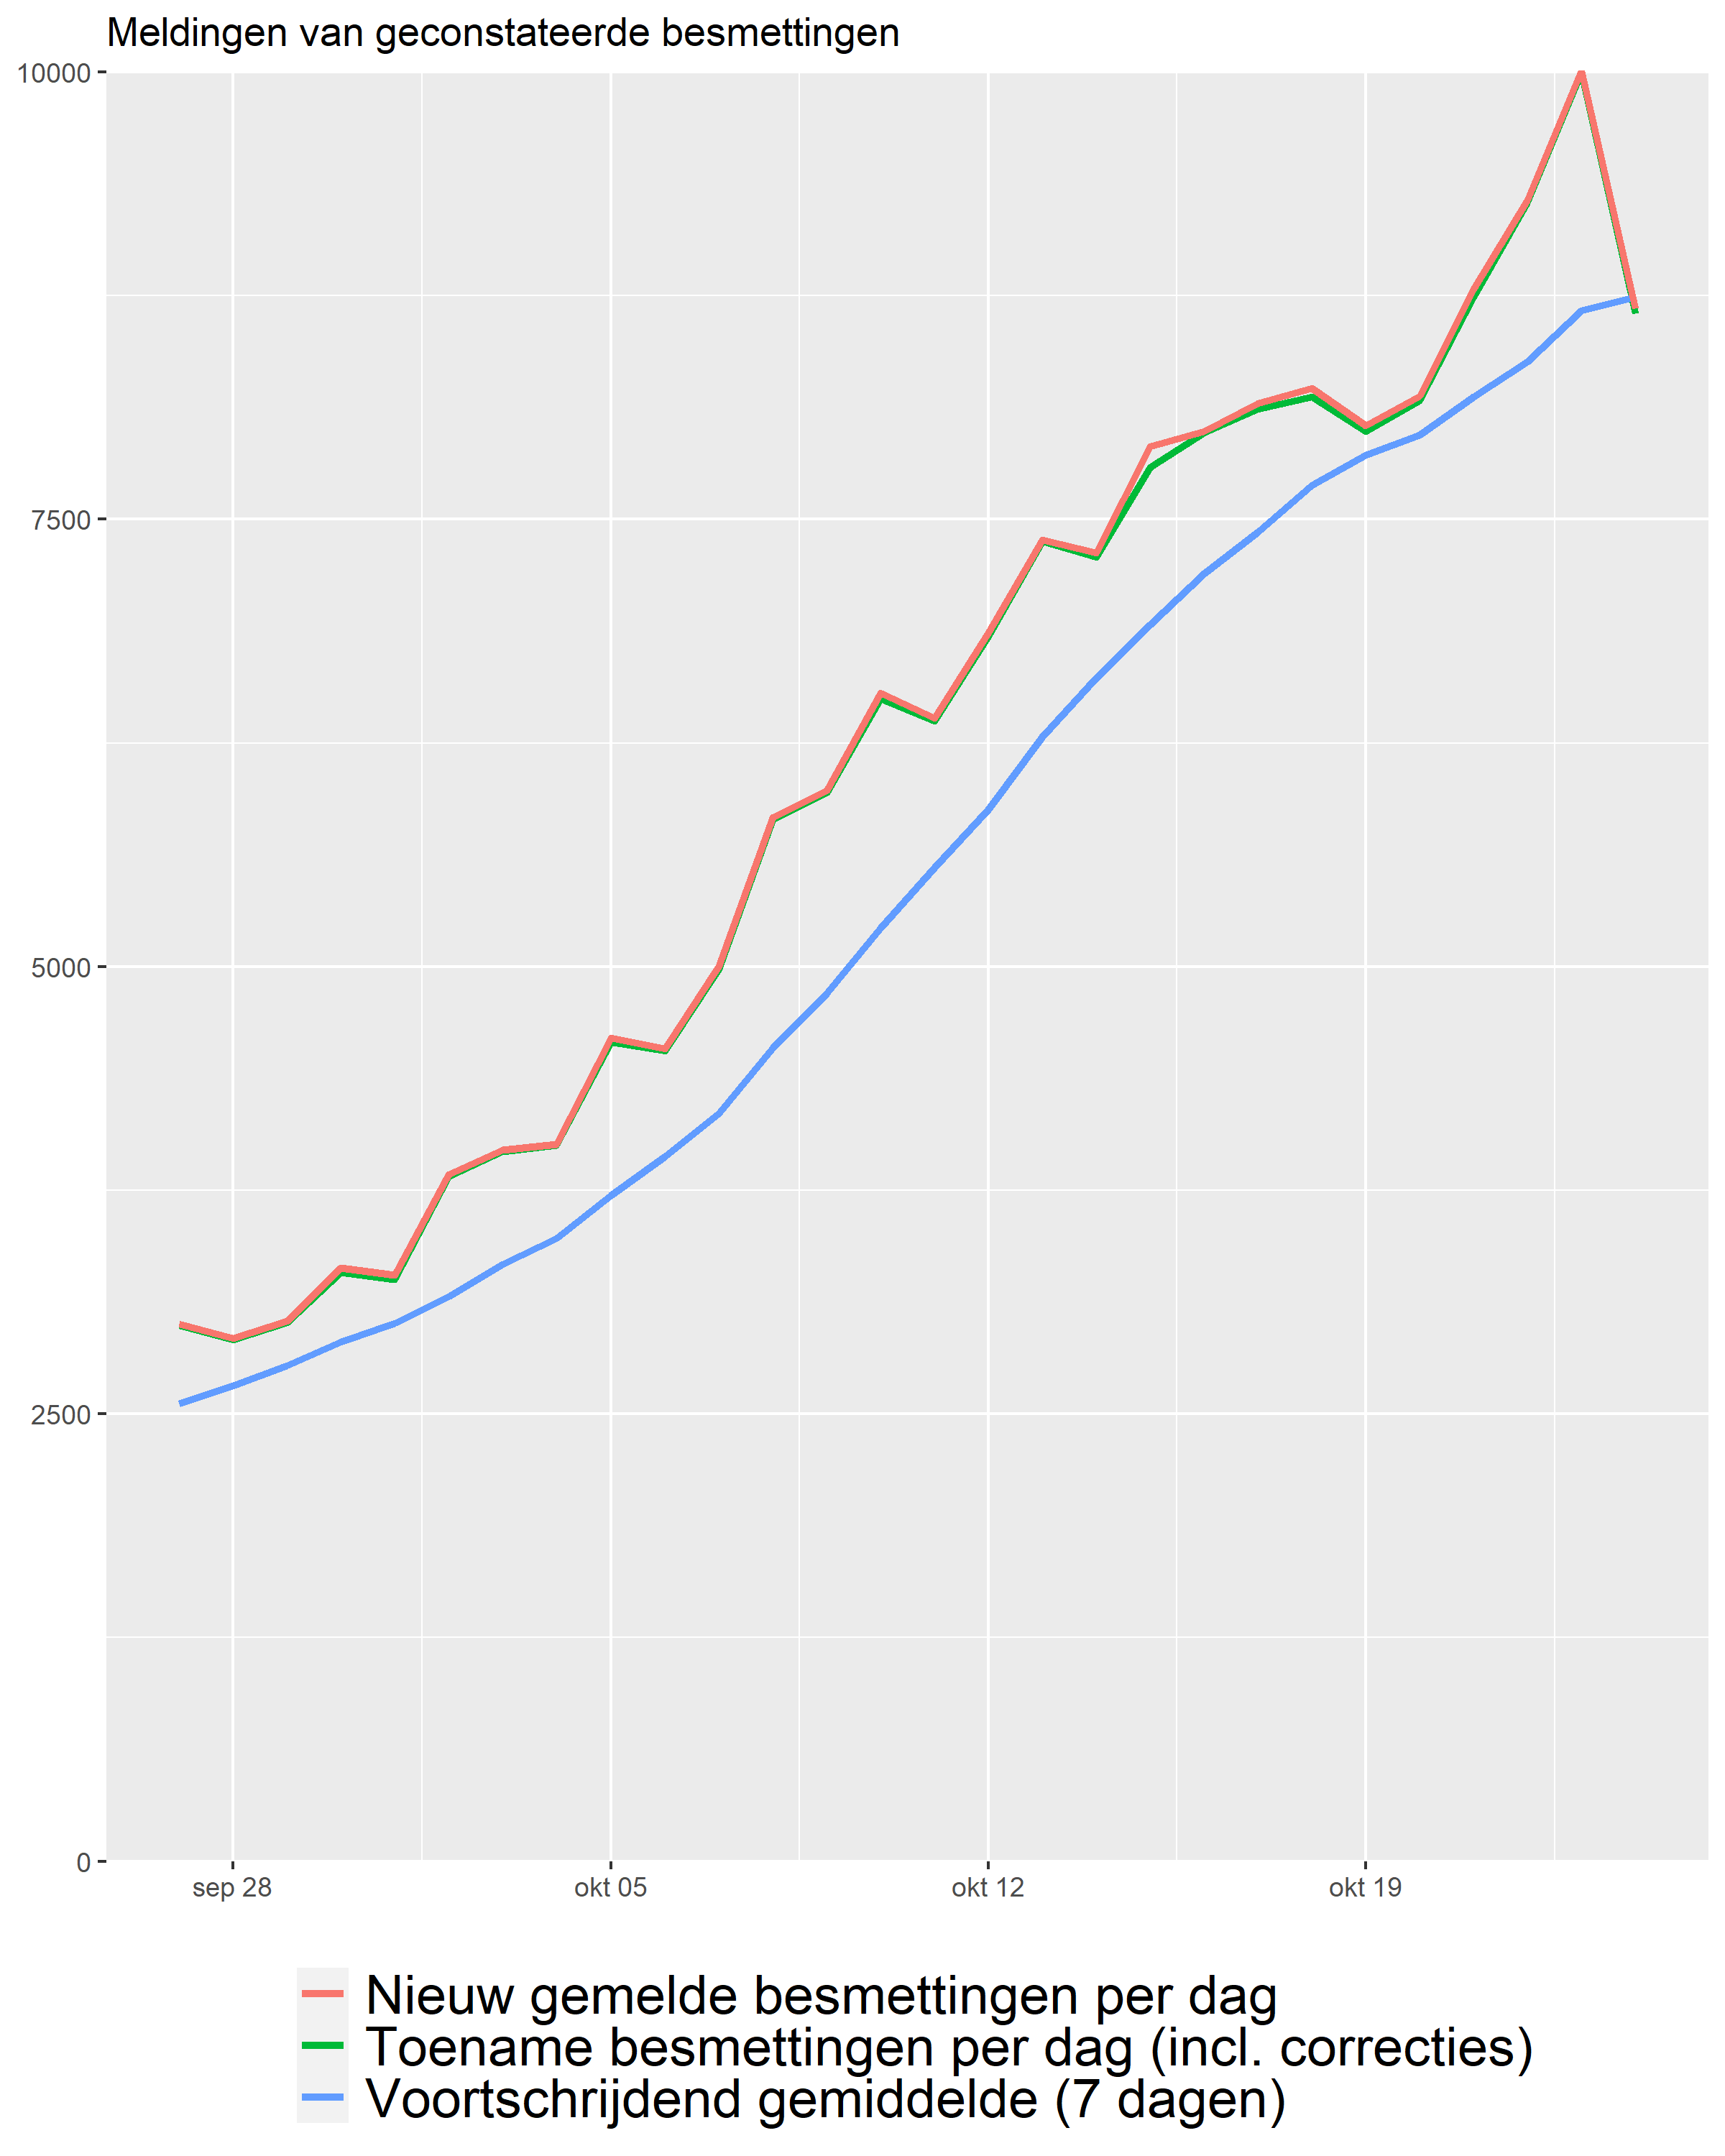 Meldingen van geconstateerde besmettingen
10000
7500
5000
2500
0
sep 28
okt 05
okt 12
okt 19
Nieuw gemelde besmettingen per dag
Toename besmettingen per dag (incl. correcties)
Voortschrijdend gemiddelde (7 dagen)